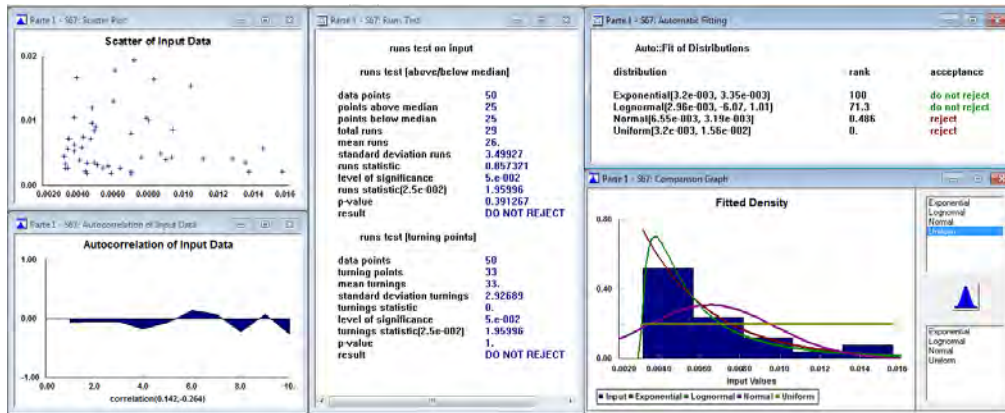 Parte 1 - S67: Scatter Plot
Scatter of Input Data
0.02
0.01
0.00
0.0020 0.0040 0.0060 0.0080 0.010 0.012 0.014 0.016
Parte 1 - S67: Autocorrelation of Input Data
Autocorrelation of Input Data
1.00
0.00
-1.00
0.00 2.0 4.0 6.0 8.0 10.
correlation(0.142,-0.264)
Parte 1 - S67: Runs Test
runs test on input
runs test [above/below median]
data points 50
points above median 25
points below median 25
total runs 29
mean runs 26.
standard deviation runs 3.49927
runs statistic 0.857321
level of significance 5.e-002
runs statistic(2.5e-002) 1.95996
p-value 0.391267
result DO NOT REJECT
runs test [turning points]
data points 50
turning points 33
mean turnings 33.
standard deviation turnings 2.92689
turnings statistic 0.
level of significance 5.e-002
turnings statistic(2.5e-002) 1.95996
p-value 1.
result DO NOT REJECT
Parte 1 - S67: Automatic Fitting
Auto::Fit of Distributions
distribution rank acceptance
Exponential(3.2e-003, 3.35e-003) 100 do not reject
Lognormal(2.96e-003, -6.07, 1.01) 71.3 do not reject
Normal(6.55e-003, 3.19e-003) 0.486 reject
Uniform(3.2e-003, 1.56e-002) 0. reject
Parte 1 - S67: Comparison Graph
Fitted Density
0.80
0.40
0.00
0.0020 0.0040 0.0060 0.0080 0.010 0.012 0.014 0.016
Input Values
Input Exponential Lognormal Normal Uniform
Exponential
Lognormal
Normal
Uniform
Exponential
Lognormal
Normal
Uniform